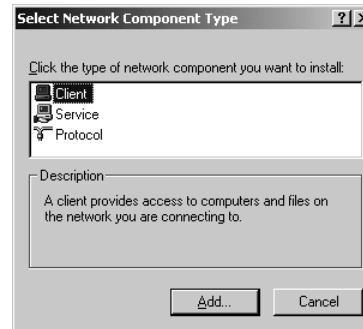 Select Network Component Type
Click the type of network component you want to install:
Client
Service
Protocol
Description
A client provides access to computers and files on
the network you are connecting to.
Add...
Cancel